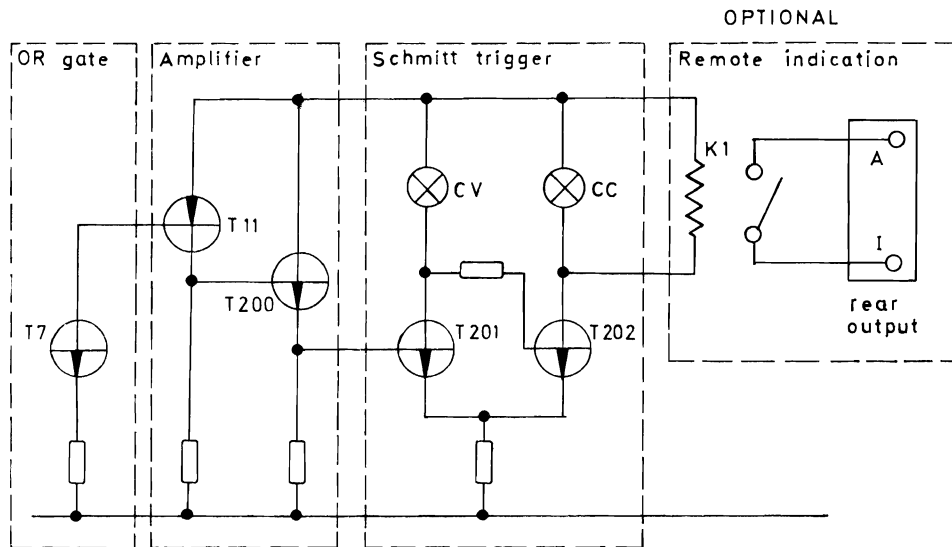 OPTIONAL
OR gate
Amplifier
Schmitt trigger
Remote indication
K1
A
CV
CC
T11
I
T200
rear
output
T7
T201
T202